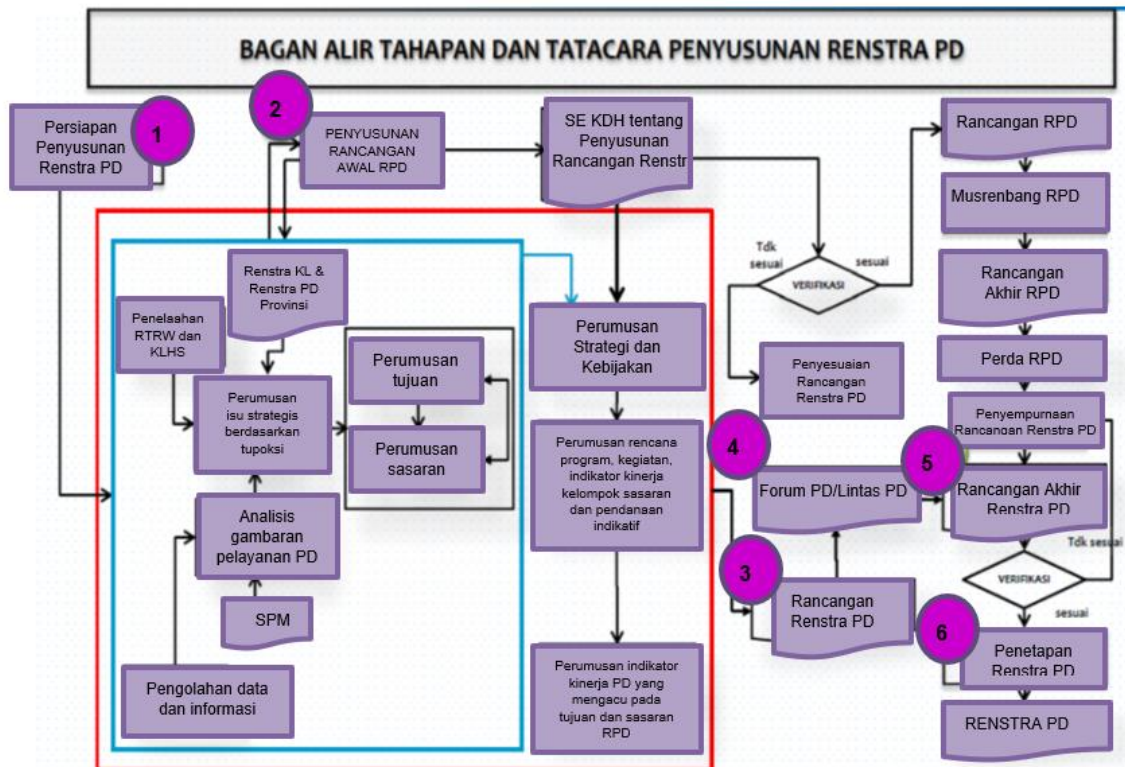 BAGAN ALIR TAHAPAN DAN TATACARA PENYUSUNAN RENSTRA PD
1
Persiapan
Penyusunan
Renstra PD
2
PENYUSUNAN
RANCANGAN
AWAL RPD
SE KDH tentang
Penyusunan
Rancangan Renstr
Rancangan RPD
Musrenbang RPD
Rancangan
Akhir RPD
Perda RPD
Penyempurnaan
Rancangan Renstra PD
Tdk
sesuai
sesuai
VERIFIKASI
Penyesuaian
Rancangan
Renstra PD
Renstra KL &
Renstra PD
Provinsi
Penelaahan
RTRW dan
KLHS
Perumusan
isu strategis
berdasarkan
tupoksi
Perumusan
tujuan
Perumusan
sasaran
Analisis
gambaran
pelayanan PD
SPM
Pengolahan data
dan informasi
Perumusan
Strategi dan
Kebijakan
Perumusan rencana
program, kegiatan,
indikator kinerja
kelompok sasaran
dan pendanaan
indikatif
Perumusan indikator
kinerja PD yang
mengacu pada
tujuan dan sasaran
RPD
3
Rancangan
Renstra PD
4
Forum PD/Lintas PD
5
Rancangan Akhir
Renstra PD
Tdk sesuai
VERIFIKASI
sesuai
6
Penetapan
Renstra PD
RENSTRA PD